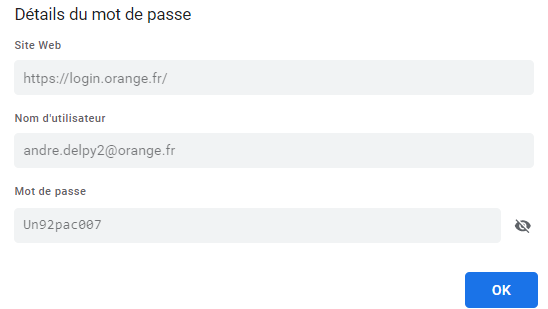 Détails du mot de passe
Site Web
https://login.orange.fr/
Nom d'utilisateur
andre.delpy2@orange.fr
Mot de passe
Un92pac007
OK